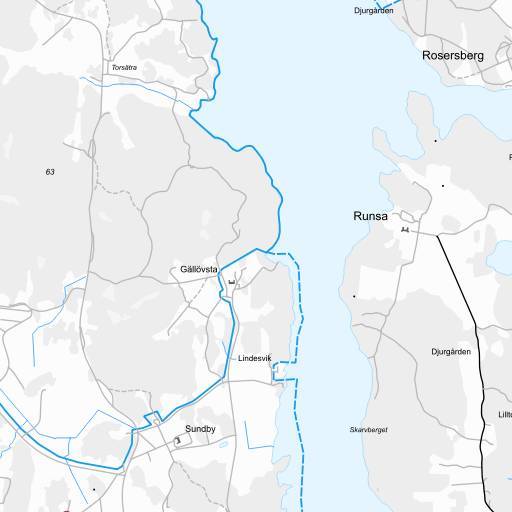 Djurgården
Rosersberg
Torsätra
63
Runsa
Gällövsta
Lindesvik
Djurgården
Sundby
Skarvberget